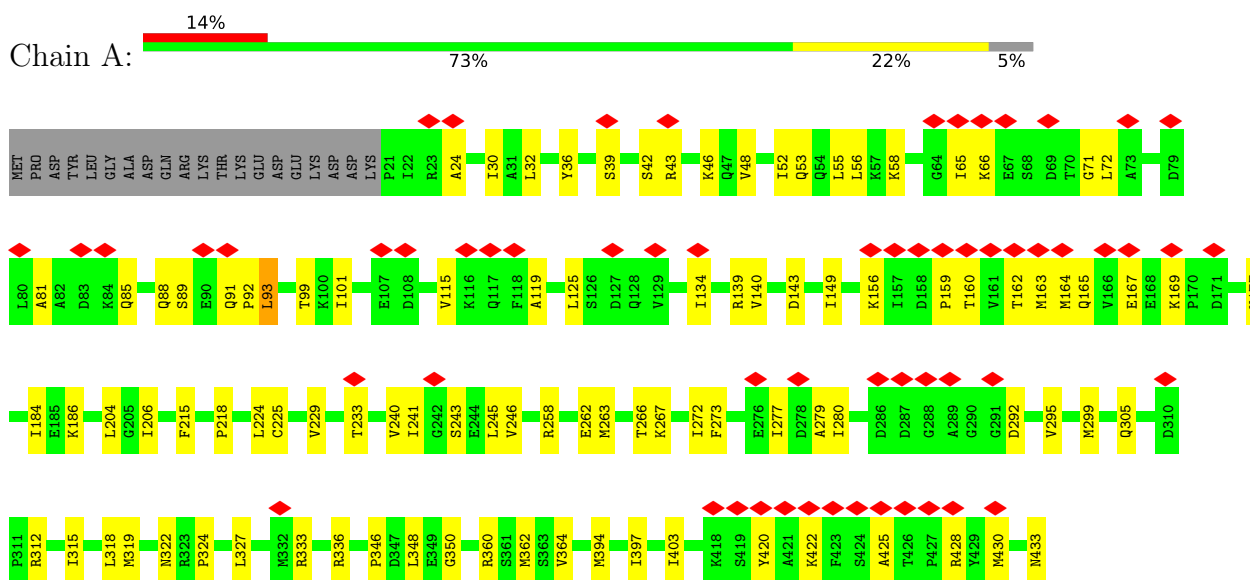 14%
Chain A:
73% 22% 5%
MET PRO ASP TYR LEU GLY ALA ASP GLN ARG LYS THR LYS GLU ASP GLU LYS ASP ASP LYS P21 I22 R23 A24 I30 A31 L32 Y36 S39 S42 R43 K46 Q47 V48 I52 Q53 Q54 L55 L56 K57 K58 G64 I65 K66 E67 S68 D69 T70 G71 L72 A73 D79
L80 A81 A82 D83 K84 Q85 Q88 S89 E90 Q91 P92 L93 T99 K100 I101 E107 D108 V115 K116 Q117 F118 A119 L125 S126 D127 Q128 V129 I134 R139 V140 D143 I149 K156 I157 D158 P159 T160 V161 T162 M163 M164 Q165 V166 E167 E168 K169 P170 D171
I184 E185 K186 L204 G205 I206 F215 P218 L224 C225 V229 T233 V240 I241 G242 S243 E244 L245 V246 R258 E262 M263 T266 K267 I272 F273 E276 I277 D278 A279 I280 D286 D287 G288 A289 G290 G291 D292 V295 M299 Q305 D310
P311 R312 I315 L318 M319 N322 R323 P324 L327 M332 R333 R336 P346 D347 L348 E349 G350 R360 S361 M362 S363 V364 M394 I397 I403 K418 S419 Y420 A421 K422 F423 S424 A425 T426 P427 R428 Y429 M430 N433